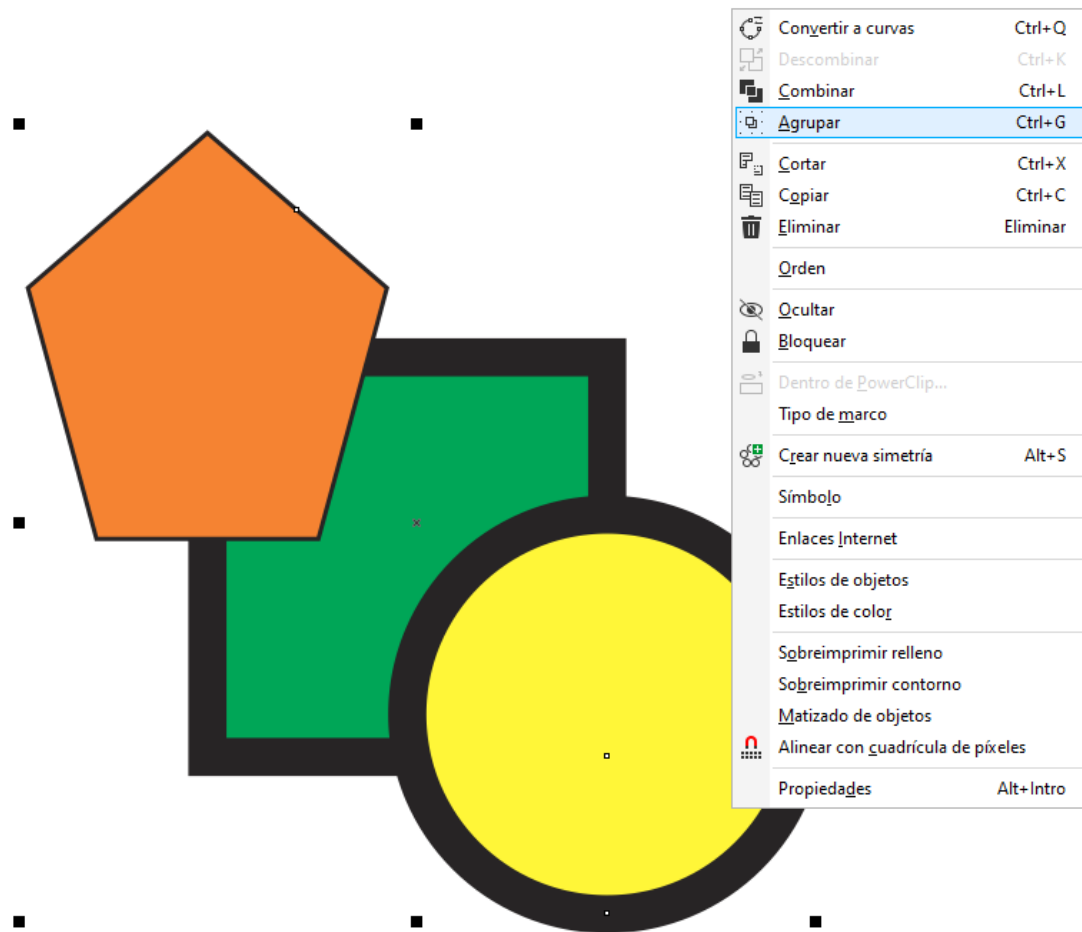 Convertir a curvas Ctrl+Q
Descombinar Ctrl+K
Combinar Ctrl+L
Agrupar Ctrl+G
Cortar Ctrl+X
Copiar Ctrl+C
Eliminar Eliminar
Orden
Ocultar
Bloquear
Dentro de PowerClip...
Tipo de marco
Crear nueva simetría Alt+S
Símbolo
Enlaces Internet
Estilos de objetos
Estilos de color
Sobreimprimir relleno
Sobreimprimir contorno
Matizado de objetos
Alinear con cuadrícula de píxeles
Propiedades Alt+Intro